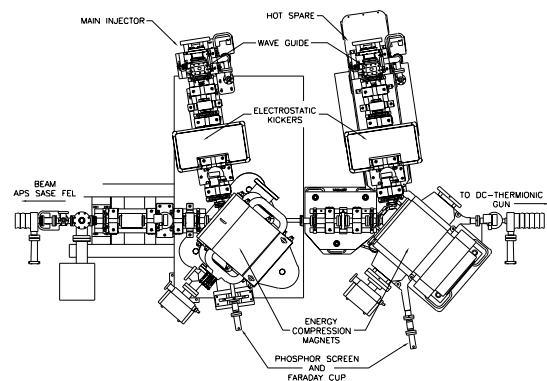 MAIN INJECTOR
HOT SPARE
WAVE GUIDE
ELECTROSTATIC
KICKERS
BEAM
APS SASE FEL
TO DC-THERMIONIC
GUN
ENERGY
COMPRESSION
MAGNETS
PHOSPHOR SCREEN
AND
FARADAY CUP